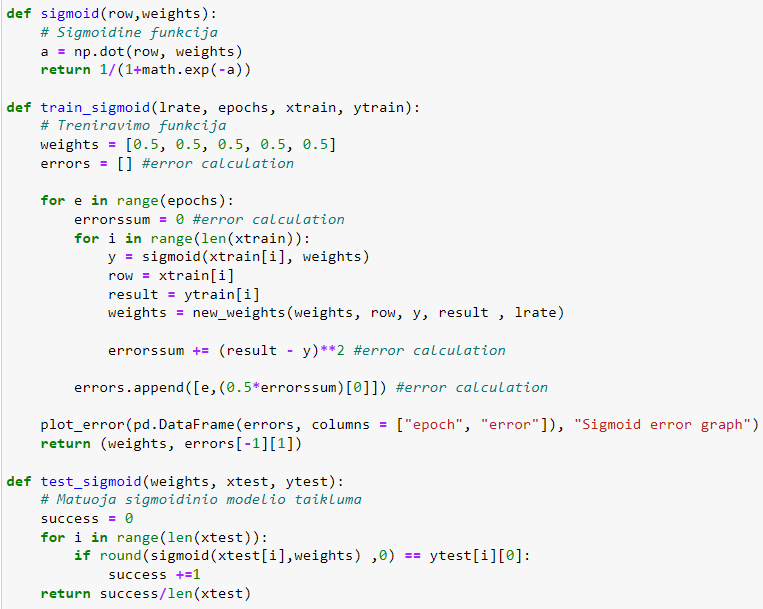 def sigmoid(row,weights):
    # Sigmoidine funkcija
    a = np.dot(row, weights)
    return 1/(1+math.exp(-a))

def train_sigmoid(lrate, epochs, xtrain, ytrain):
    # Treniravimo funkcija
    weights = [0.5, 0.5, 0.5, 0.5, 0.5]
    errors = [] #error calculation

    for e in range(epochs):
        errorssum = 0 #error calculation
        for i in range(len(xtrain)):
            y = sigmoid(xtrain[i], weights)
            row = xtrain[i]
            result = ytrain[i]
            weights = new_weights(weights, row, y, result , lrate)

            errorssum += (result - y)**2 #error calculation

        errors.append([e,(0.5*errorssum)[0]]) #error calculation

    plot_error(pd.DataFrame(errors, columns = ["epoch", "error"]), "Sigmoid error graph")
    return (weights, errors[-1][1])

def test_sigmoid(weights, xtest, ytest):
    # Matuoja sigmoidinio modelio taikluma
    success = 0
    for i in range(len(xtest)):
        if round(sigmoid(xtest[i],weights) ,0) == ytest[i][0]:
            success +=1
    return success/len(xtest)